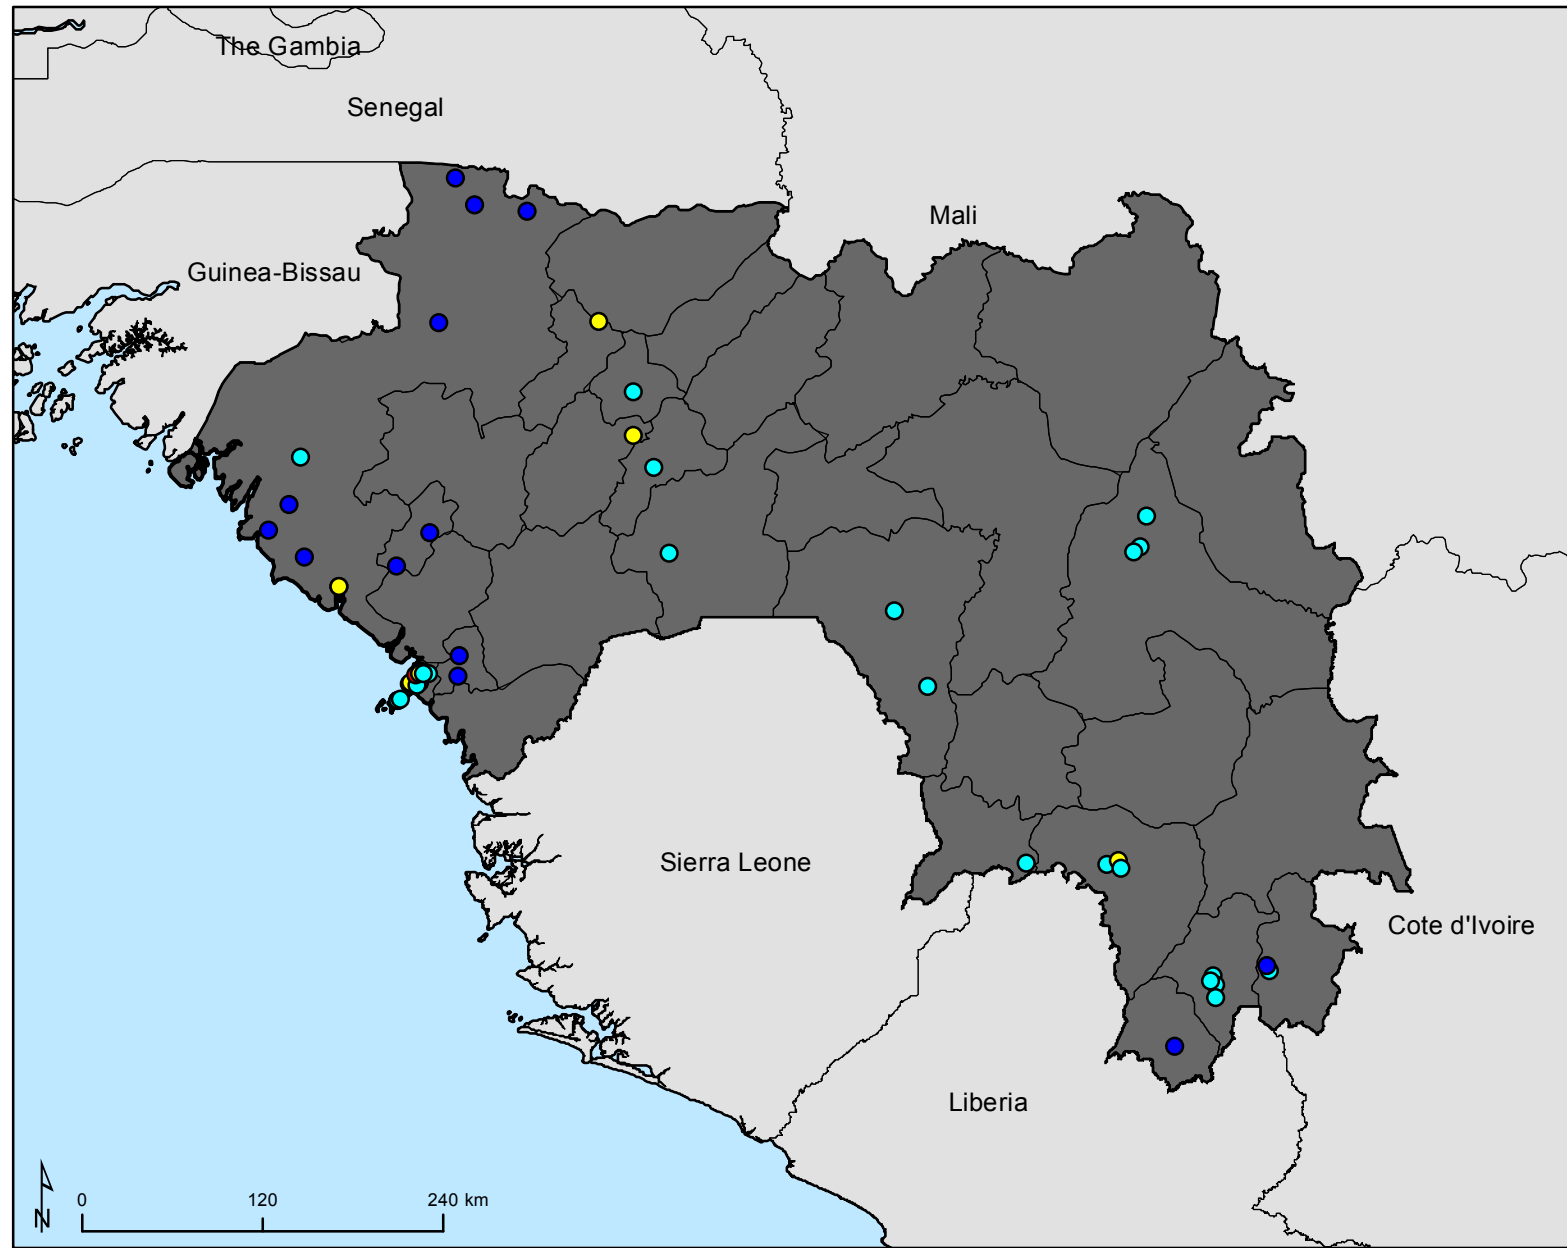 The Gambia
Senegal
Mali
Guinea-Bissau
Sierra Leone
Cote d'Ivoire
Liberia
0 120 240 km
N